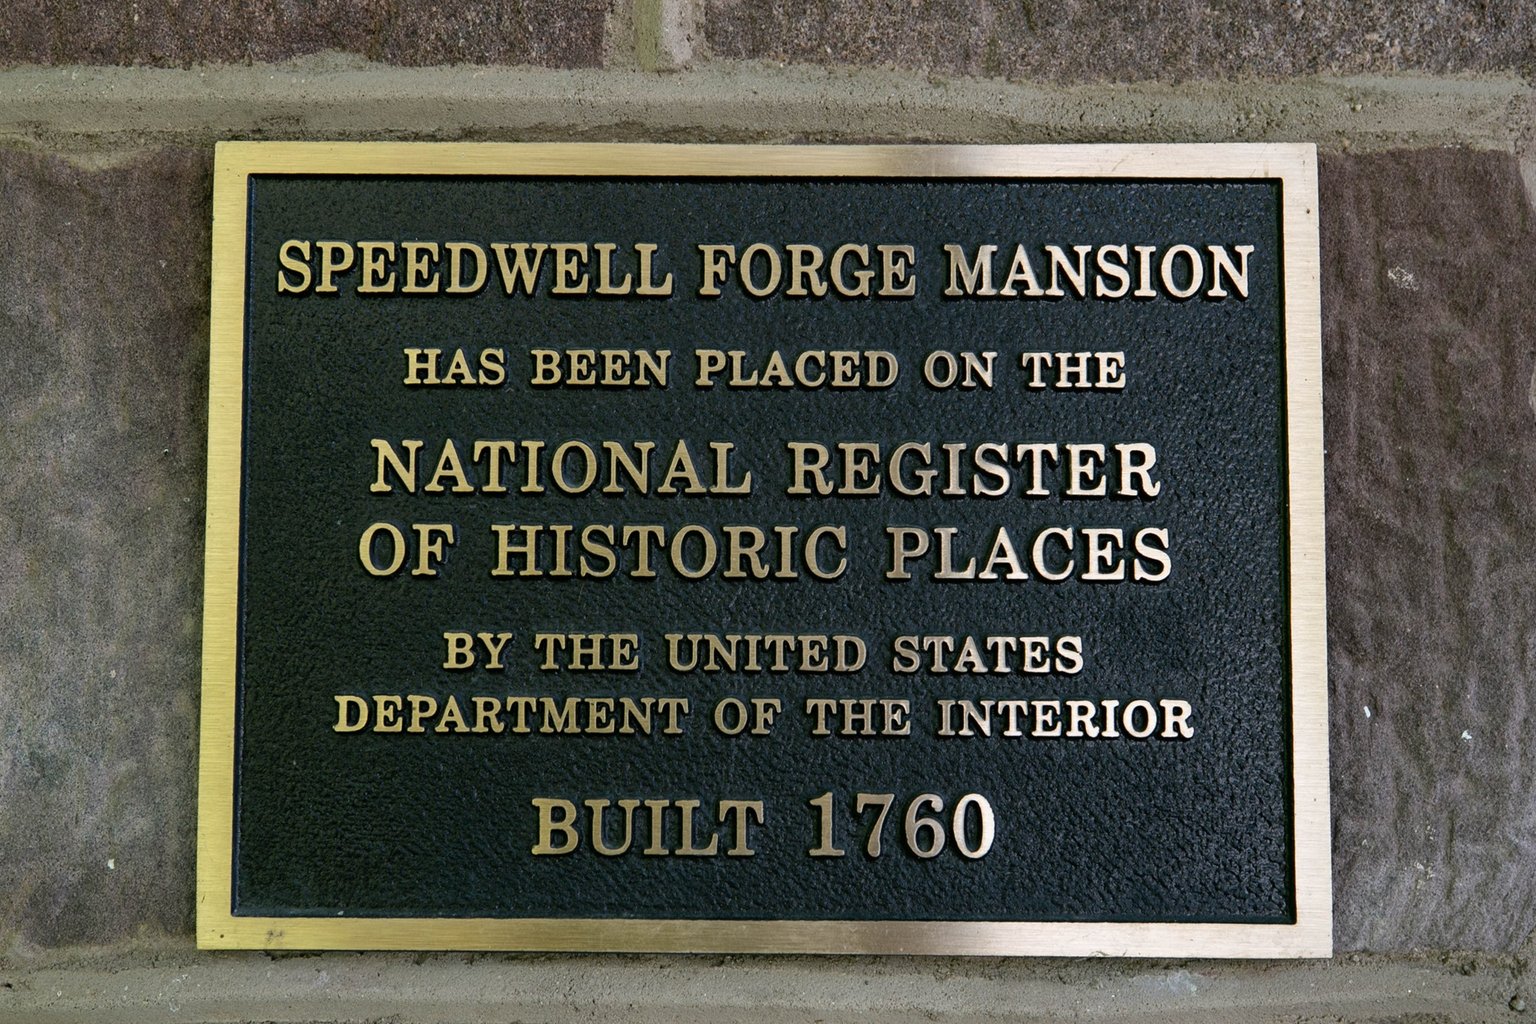 SPEEDWELL FORGE MANSION
HAS BEEN PLACED ON THE
NATIONAL REGISTER
OF HISTORIC PLACES
BY THE UNITED STATES
DEPARTMENT OF THE INTERIOR
BUILT 1760